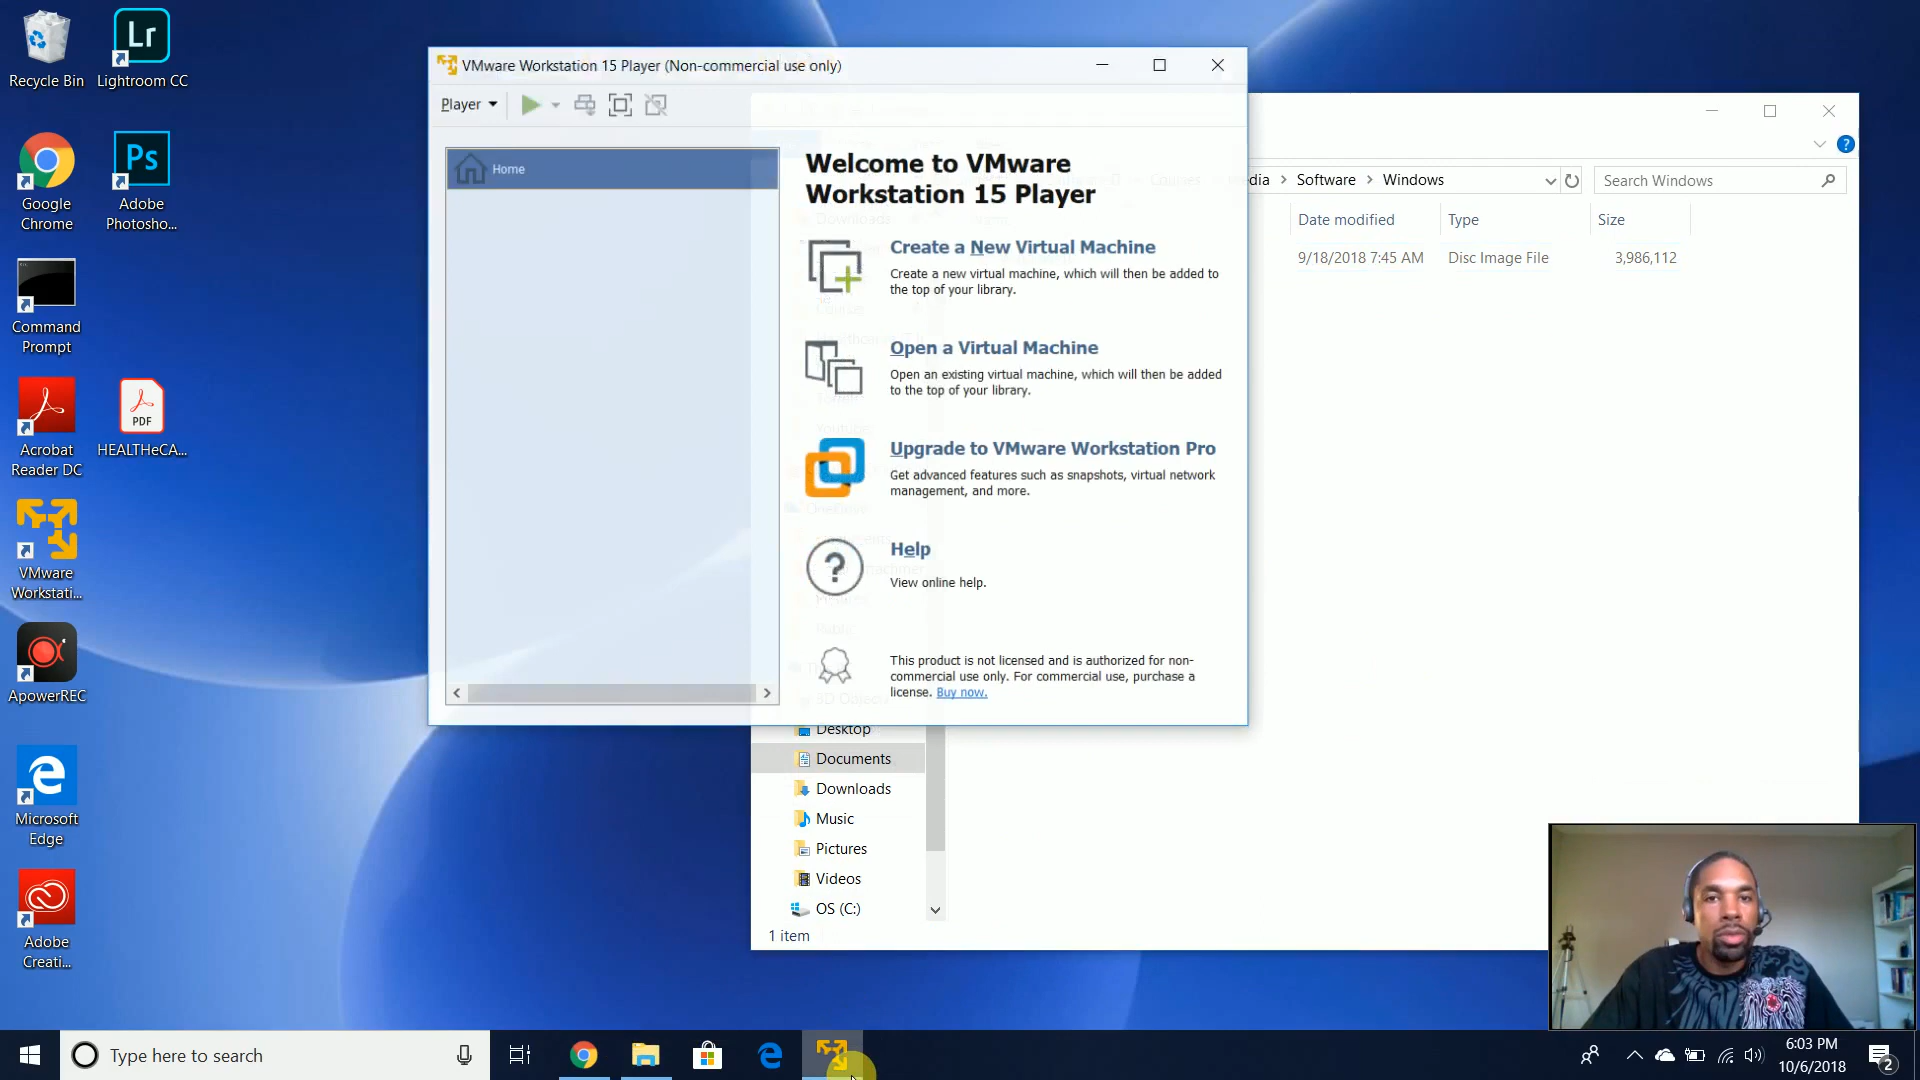 Recycle Bin
Lr
Lightroom CC
Google
Chrome
Ps
Adobe
Photosho...
Command
Prompt
Acrobat
Reader DC
PDF
HEALTHeCA...
VMware
Workstati...
ApowerREC
Microsoft
Edge
Adobe
Creati...
VMware Workstation 15 Player (Non-commercial use only)
Player
Home
Welcome to VMware
Workstation 15 Player
Create a New Virtual Machine
Create a new virtual machine, which will then be added to
the top of your library.
Open a Virtual Machine
Open an existing virtual machine, which will then be added
to the top of your library.
Upgrade to VMware Workstation Pro
Get advanced features such as snapshots, virtual network
management, and more.
Help
View online help.
This product is not licensed and is authorized for non-
commercial use only. For commercial use, purchase a
license. Buy now.
Software > Windows
Search Windows
Date modified Type Size
9/18/2018 7:45 AM Disc Image File 3,986,112
Desktop
Documents
Downloads
Music
Pictures
Videos
OS (C:)
1 item
Type here to search
6:03 PM
10/6/2018
2